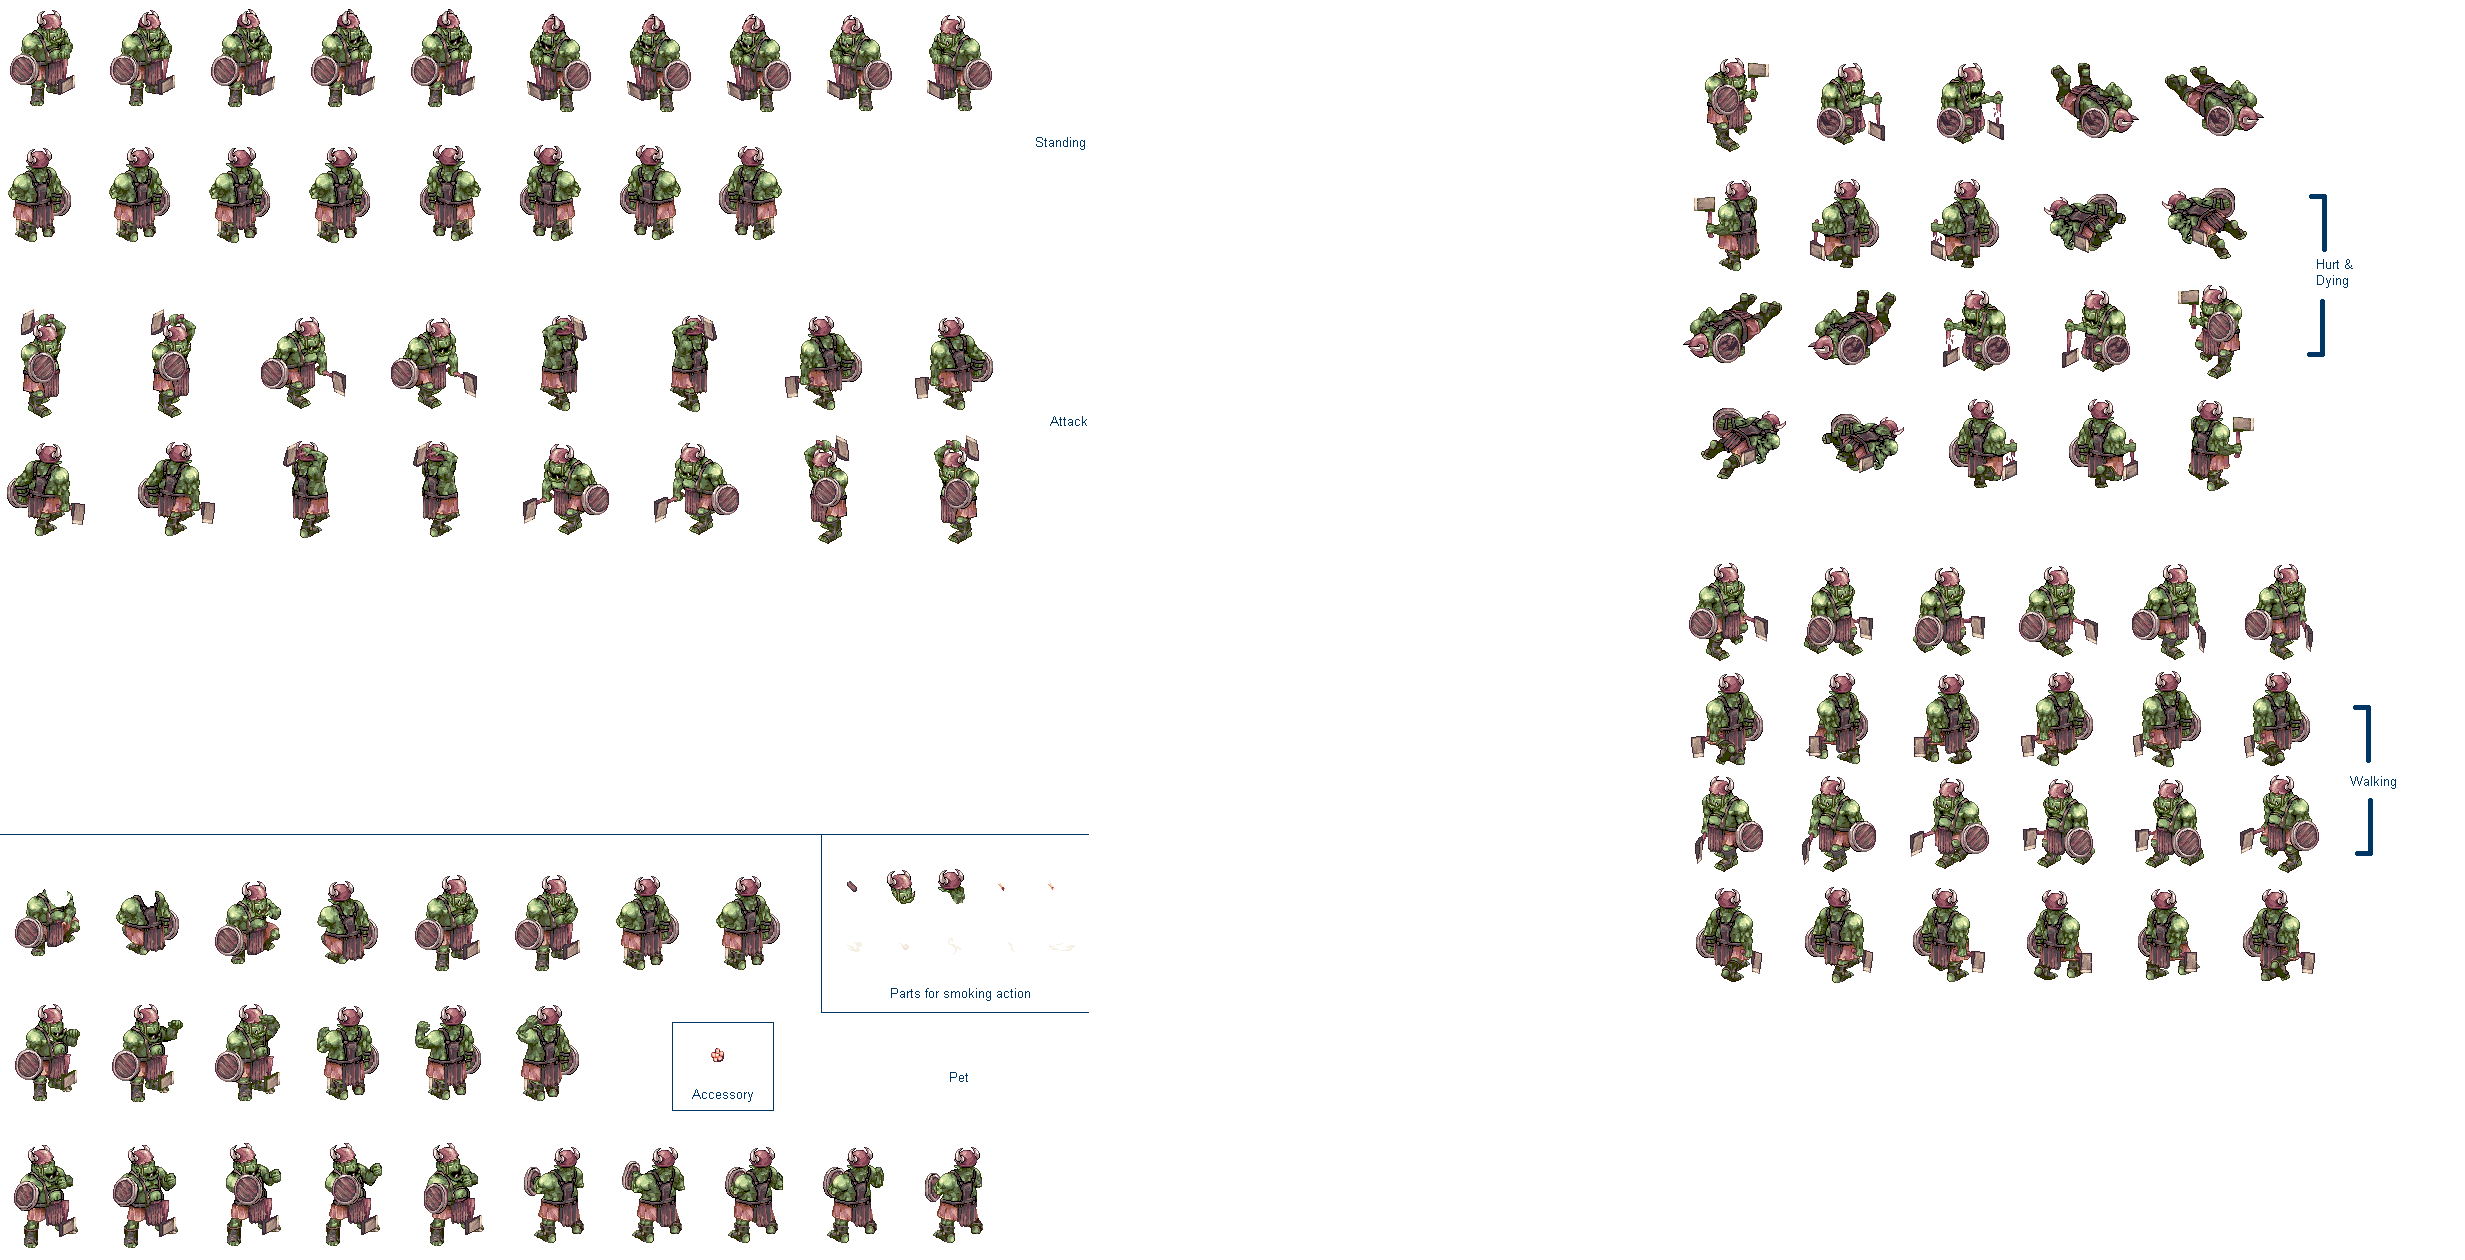 Standing
Attack
Hurt &
Dying
Walking
Parts for smoking action
Accessory
Pet